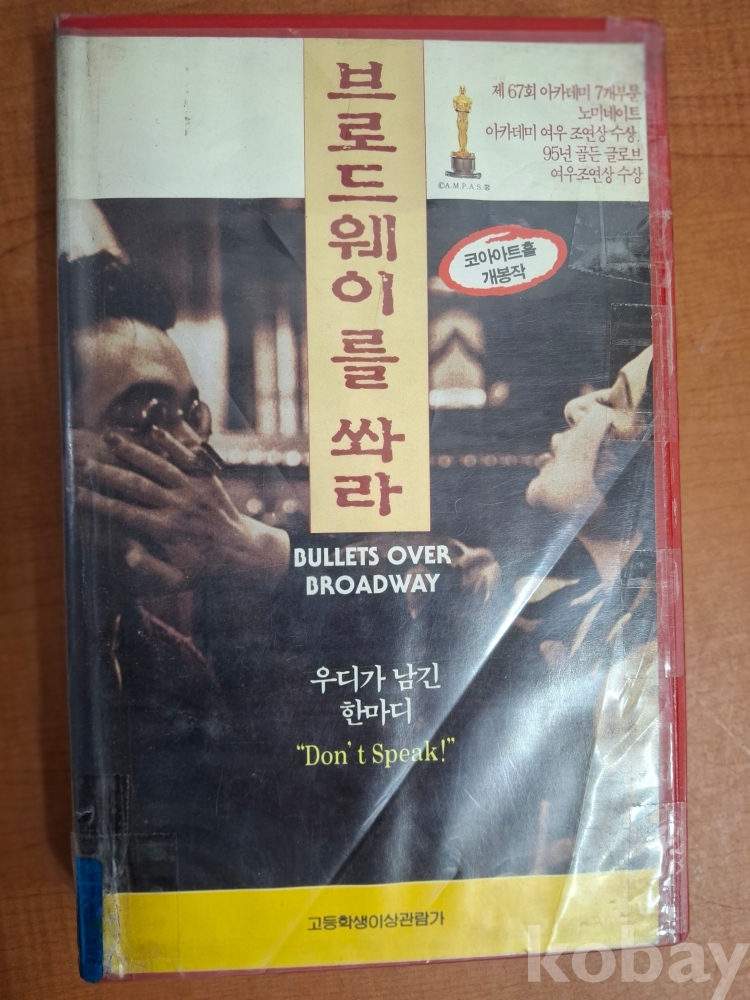 브로드웨이를 쏴라
제 67회 아카데미 7개부문
노미네이트
아카데미 여우 조연상 수상.
95년 골든 글로브
여우조연상 수상
©A.M.P.A.S.®
코아아트홀
개봉작
BULLETS OVER
BROADWAY
우디가 남긴
한마디
"Don't Speak!"
고등학생이상관람가
kobay